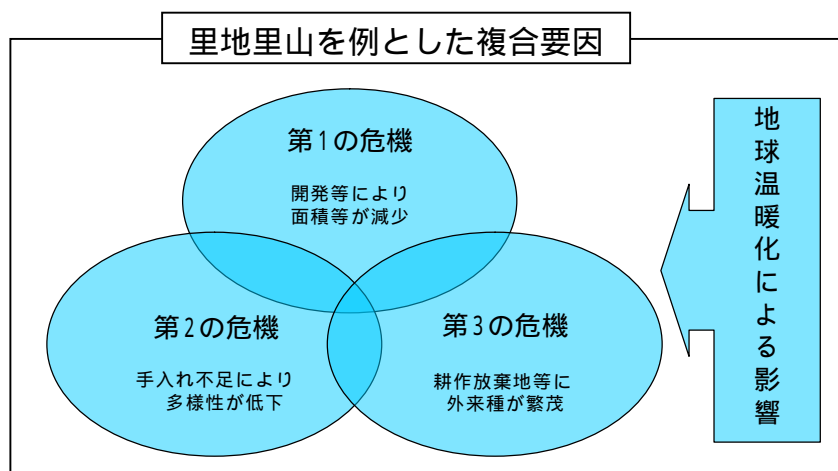 里地里山を例とした複合要因
第1の危機
開発等により
面積等が減少
第2の危機
手入れ不足により
多様性が低下
第3の危機
耕作放棄地等に
外来種が繁茂
地球温暖化による影響